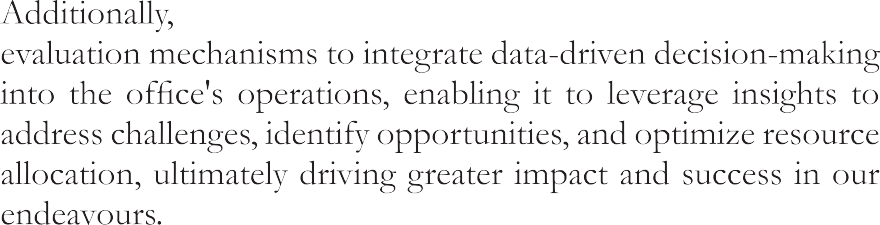 Additionally,
evaluation mechanisms to integrate data-driven decision-making
into the office's operations, enabling it to leverage insights to
address challenges, identify opportunities, and optimize resource
allocation, ultimately driving greater impact and success in our
endeavours.